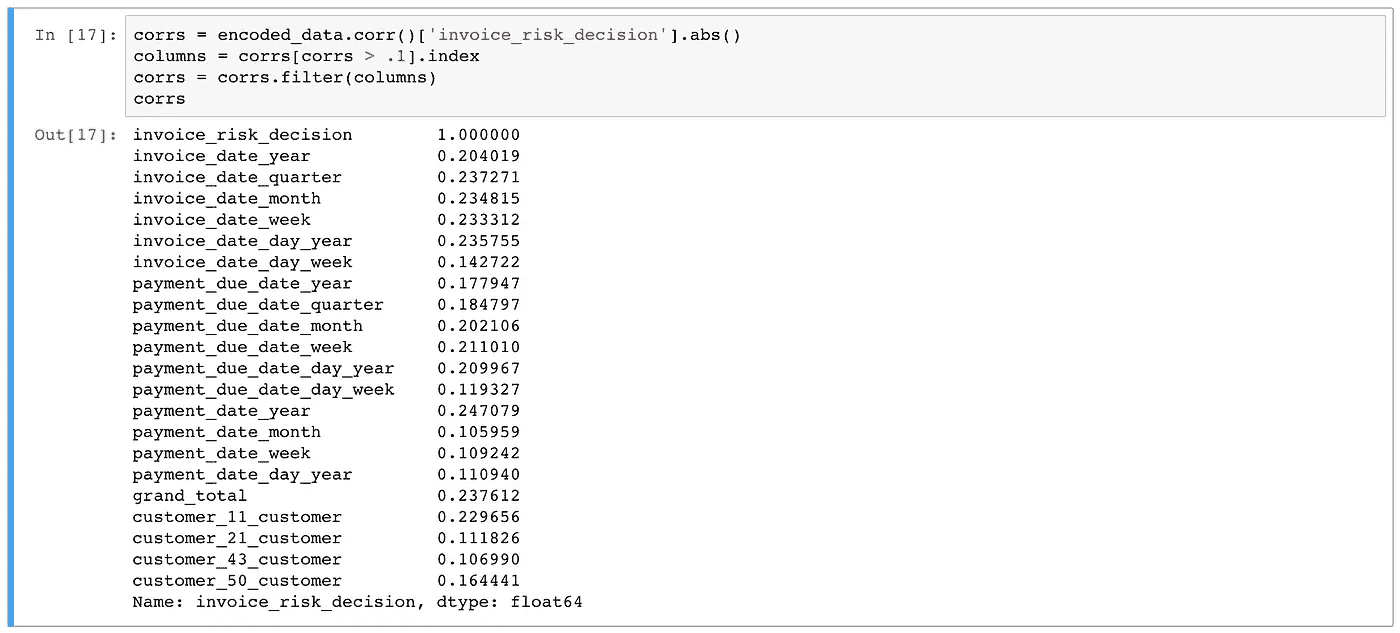 In [17]: corrs = encoded_data.corr()['invoice_risk_decision'].abs()
columns = corrs[corrs > .1].index
corrs = corrs.filter(columns)
corrs
Out[17]: invoice_risk_decision 1.000000
invoice_date_year 0.204019
invoice_date_quarter 0.237271
invoice_date_month 0.234815
invoice_date_week 0.233312
invoice_date_day_year 0.235755
invoice_date_day_week 0.142722
payment_due_date_year 0.177947
payment_due_date_quarter 0.184797
payment_due_date_month 0.202106
payment_due_date_week 0.211010
payment_due_date_day_year 0.209967
payment_due_date_day_week 0.119327
payment_date_year 0.247079
payment_date_month 0.105959
payment_date_week 0.109242
payment_date_day_year 0.110940
grand_total 0.237612
customer_11_customer 0.229656
customer_21_customer 0.111826
customer_43_customer 0.106990
customer_50_customer 0.164441
Name: invoice_risk_decision, dtype: float64